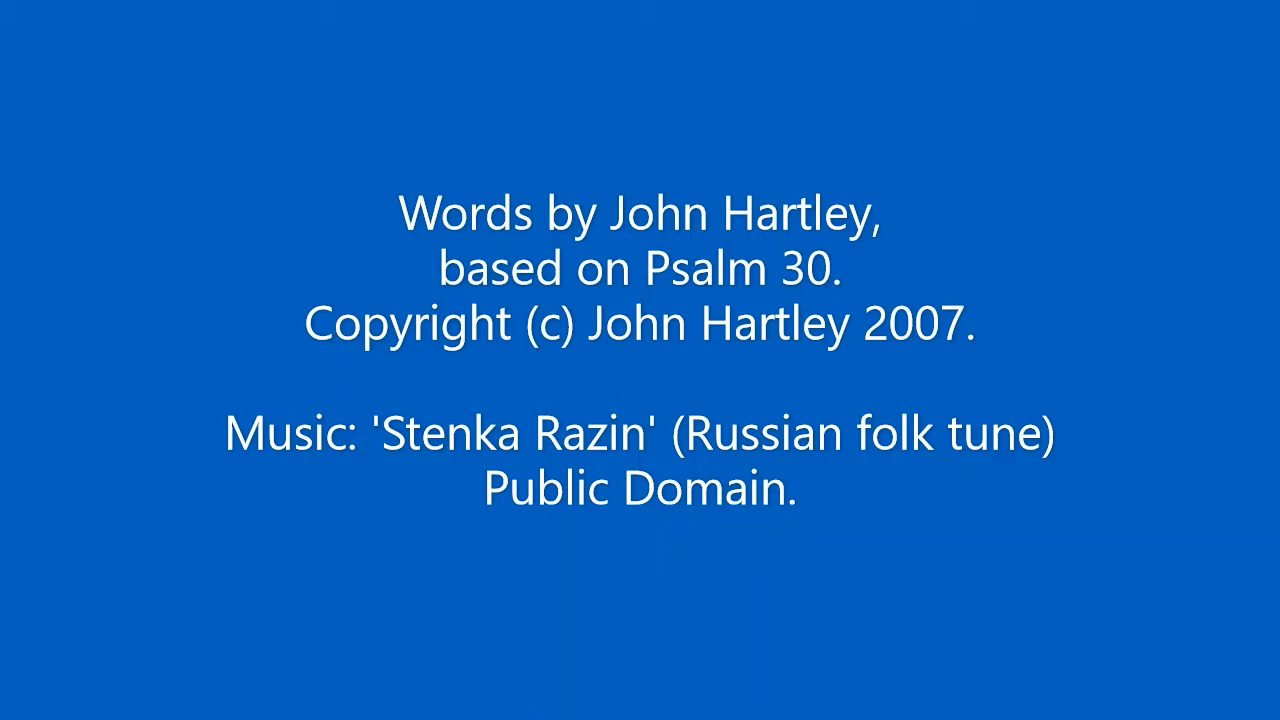 Words by John Hartley,
based on Psalm 30.
Copyright (c) John Hartley 2007.
Music: 'Stenka Razin' (Russian folk tune)
Public Domain.